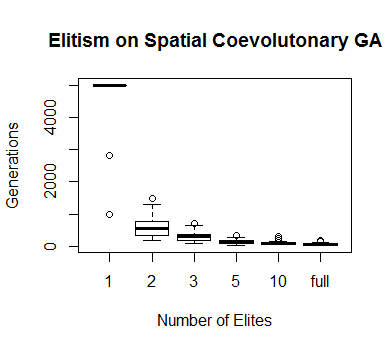 Elitism on Spatial Coevolutonary GA
Generations
4000
2000
0
1 2 3 5 10 full
Number of Elites